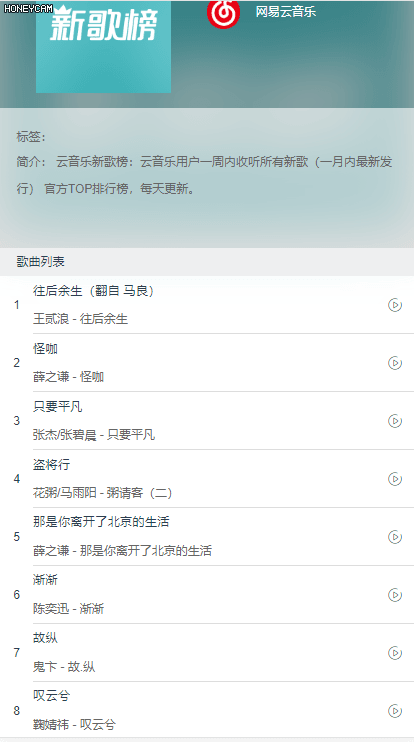 HONEYCAM
新歌榜
网易云音乐
标签：
简介： 云音乐新歌榜：云音乐用户一周内收听所有新歌（一月内最新发
行） 官方TOP排行榜，每天更新。
歌曲列表
1
往后余生（翻自 马良）
王贰浪 - 往后余生
2
怪咖
薛之谦 - 怪咖
3
只要平凡
张杰/张碧晨 - 只要平凡
4
盗将行
花粥/马雨阳 - 粥请客（二）
5
那是你离开了北京的生活
薛之谦 - 那是你离开了北京的生活
6
渐渐
陈奕迅 - 渐渐
7
故纵
鬼卞 - 故.纵
8
叹云兮
鞠婧祎 - 叹云兮